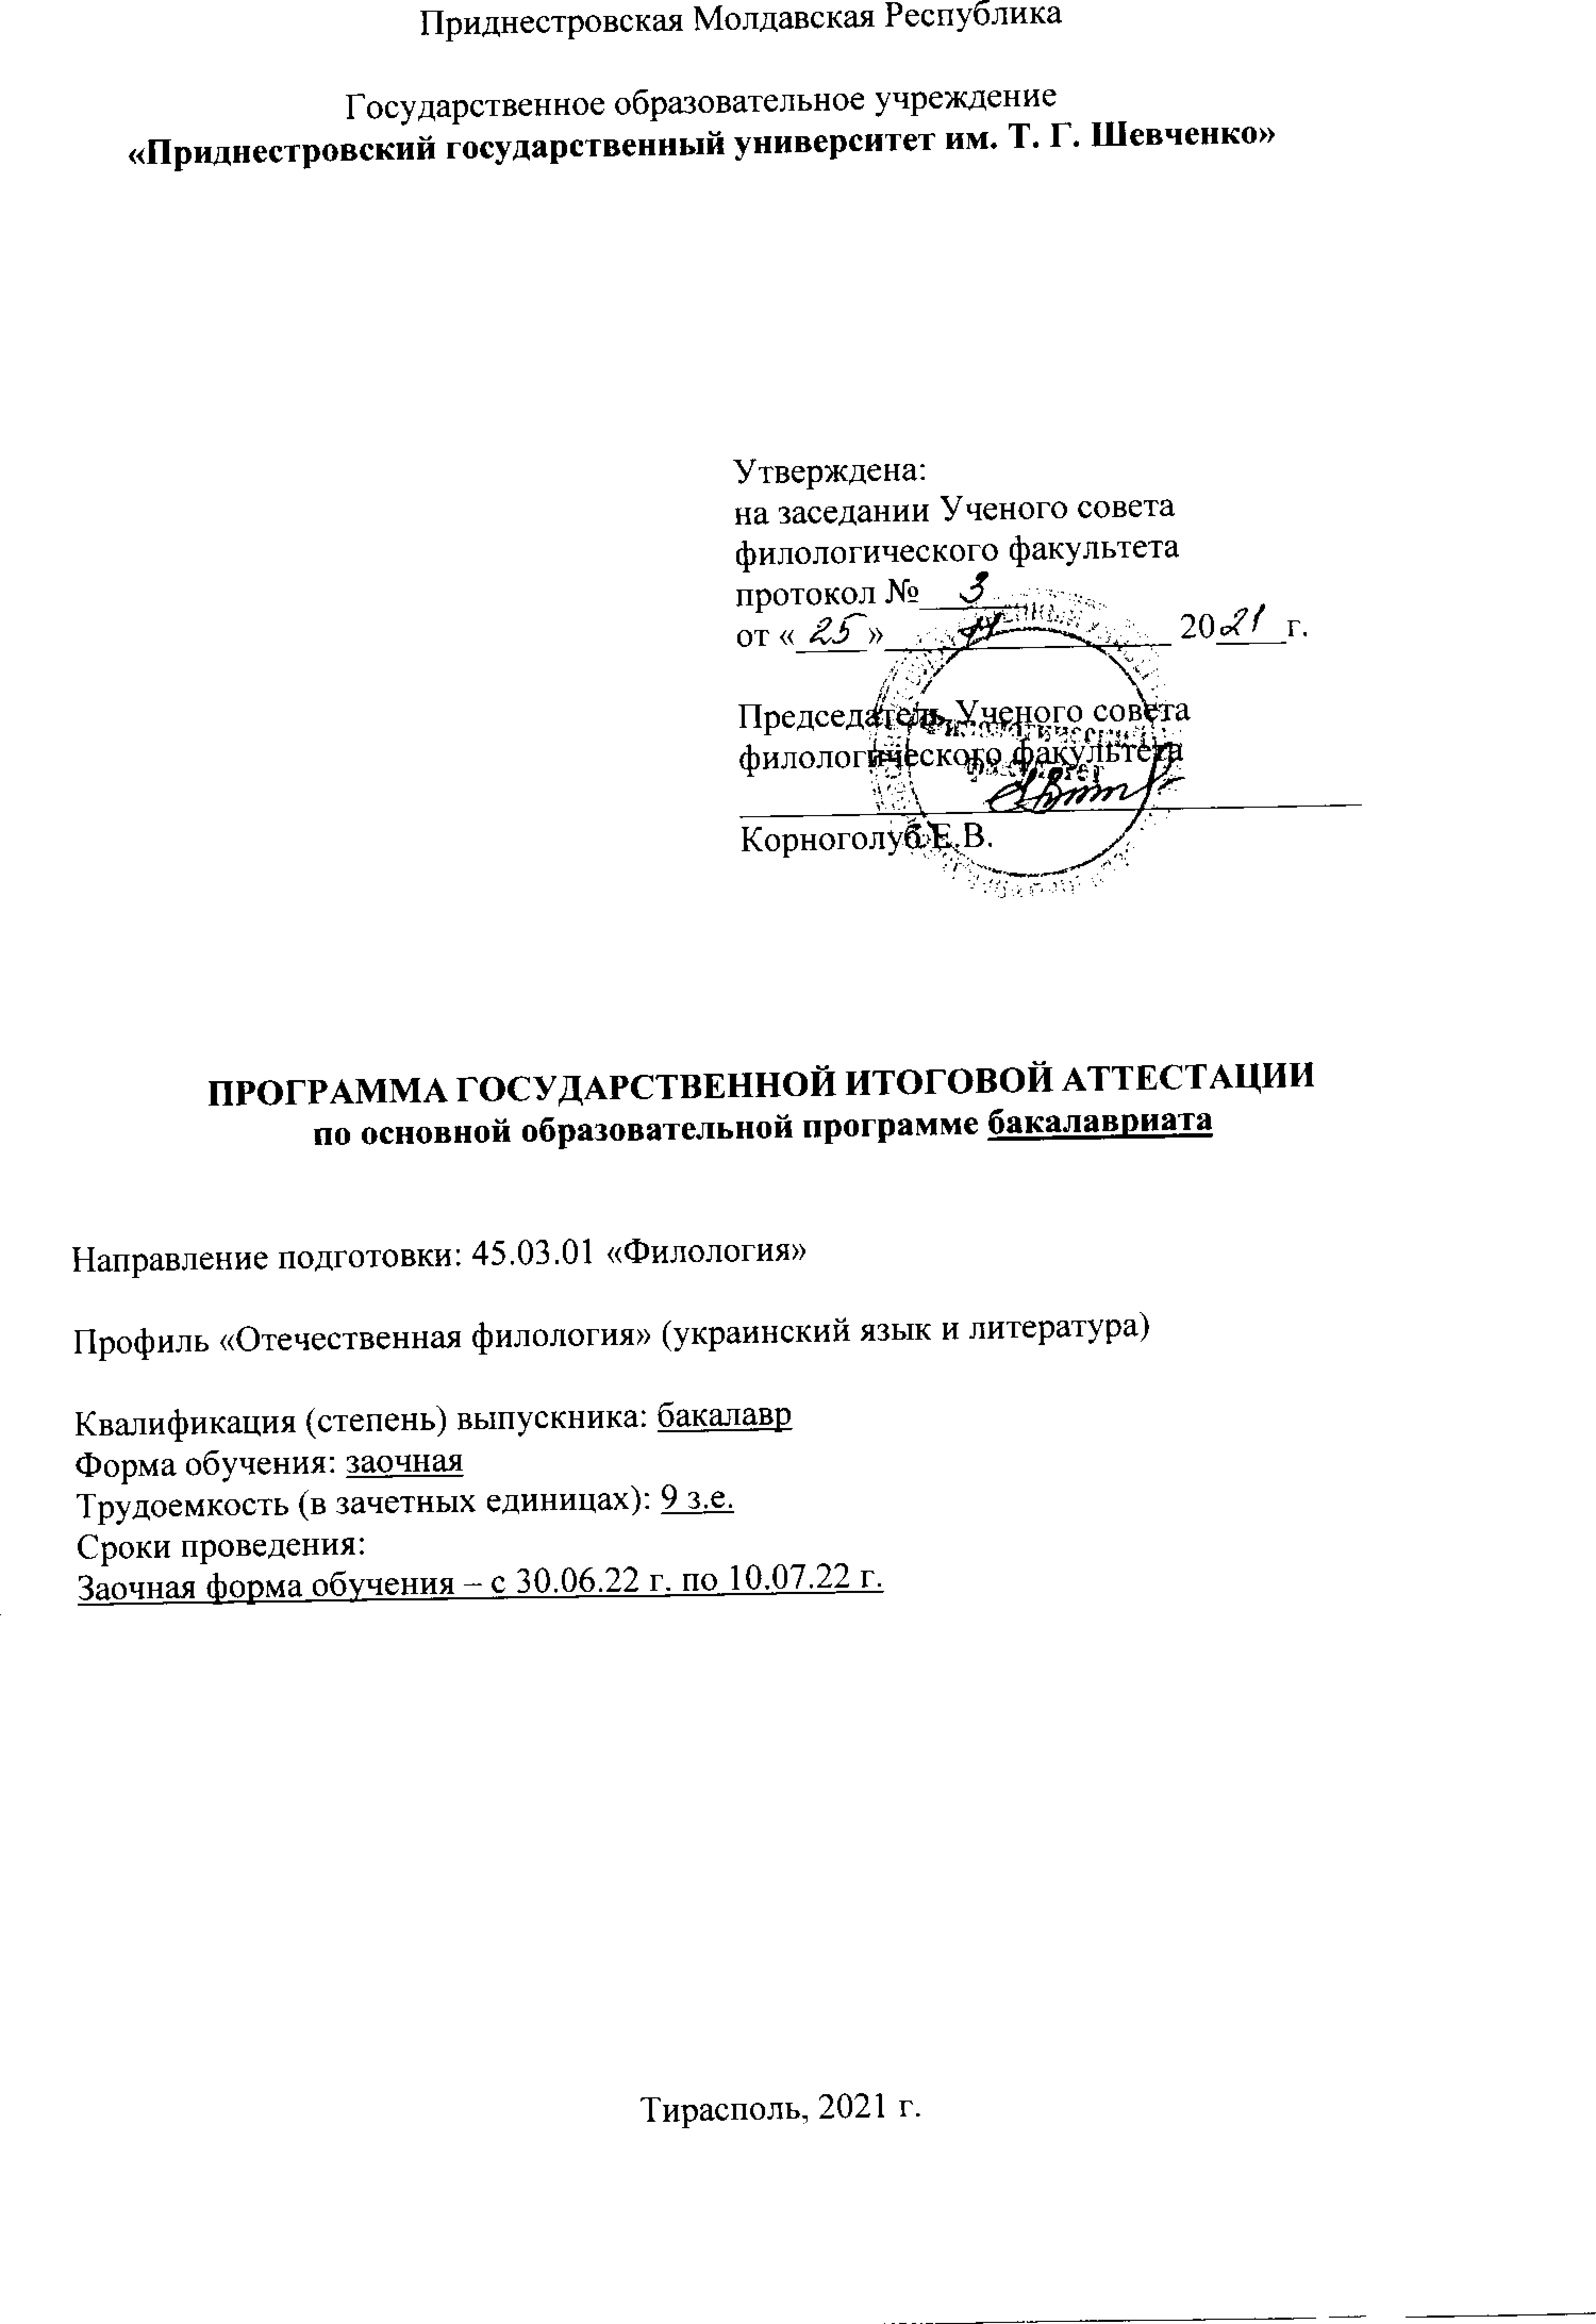 Приднестровская Молдавская Республика
Государственное образовательное учреждение
«Приднестровский государственный университет им. Т. Г. Шевченко»
Утверждена:
на заседании Ученого совета
филологического факультета
протокол № 3
от « 25 » 11 2021 г.
Председатель Ученого совета
филологического факультета
Корноголуб Е.В.
филологический
факультет
ПРОГРАММА ГОСУДАРСТВЕННОЙ ИТОГОВОЙ АТТЕСТАЦИИ
по основной образовательной программе бакалавриата
Направление подготовки: 45.03.01 «Филология»
Профиль «Отечественная филология» (украинский язык и литература)
Квалификация (степень) выпускника: бакалавр
Форма обучения: заочная
Трудоемкость (в зачетных единицах): 9 з.е.
Сроки проведения:
Заочная форма обучения – с 30.06.22 г. по 10.07.22 г.
Тирасполь, 2021 г.